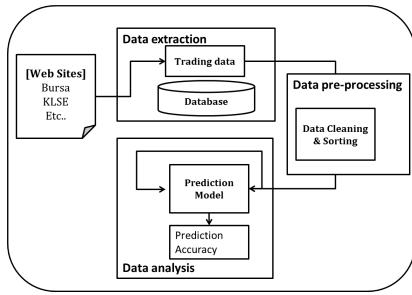 [Web Sites]
Bursa
KLSE
Etc..
Data extraction
Trading data
Database
Data pre-processing
Data Cleaning
& Sorting
Prediction
Model
Prediction
Accuracy
Data analysis